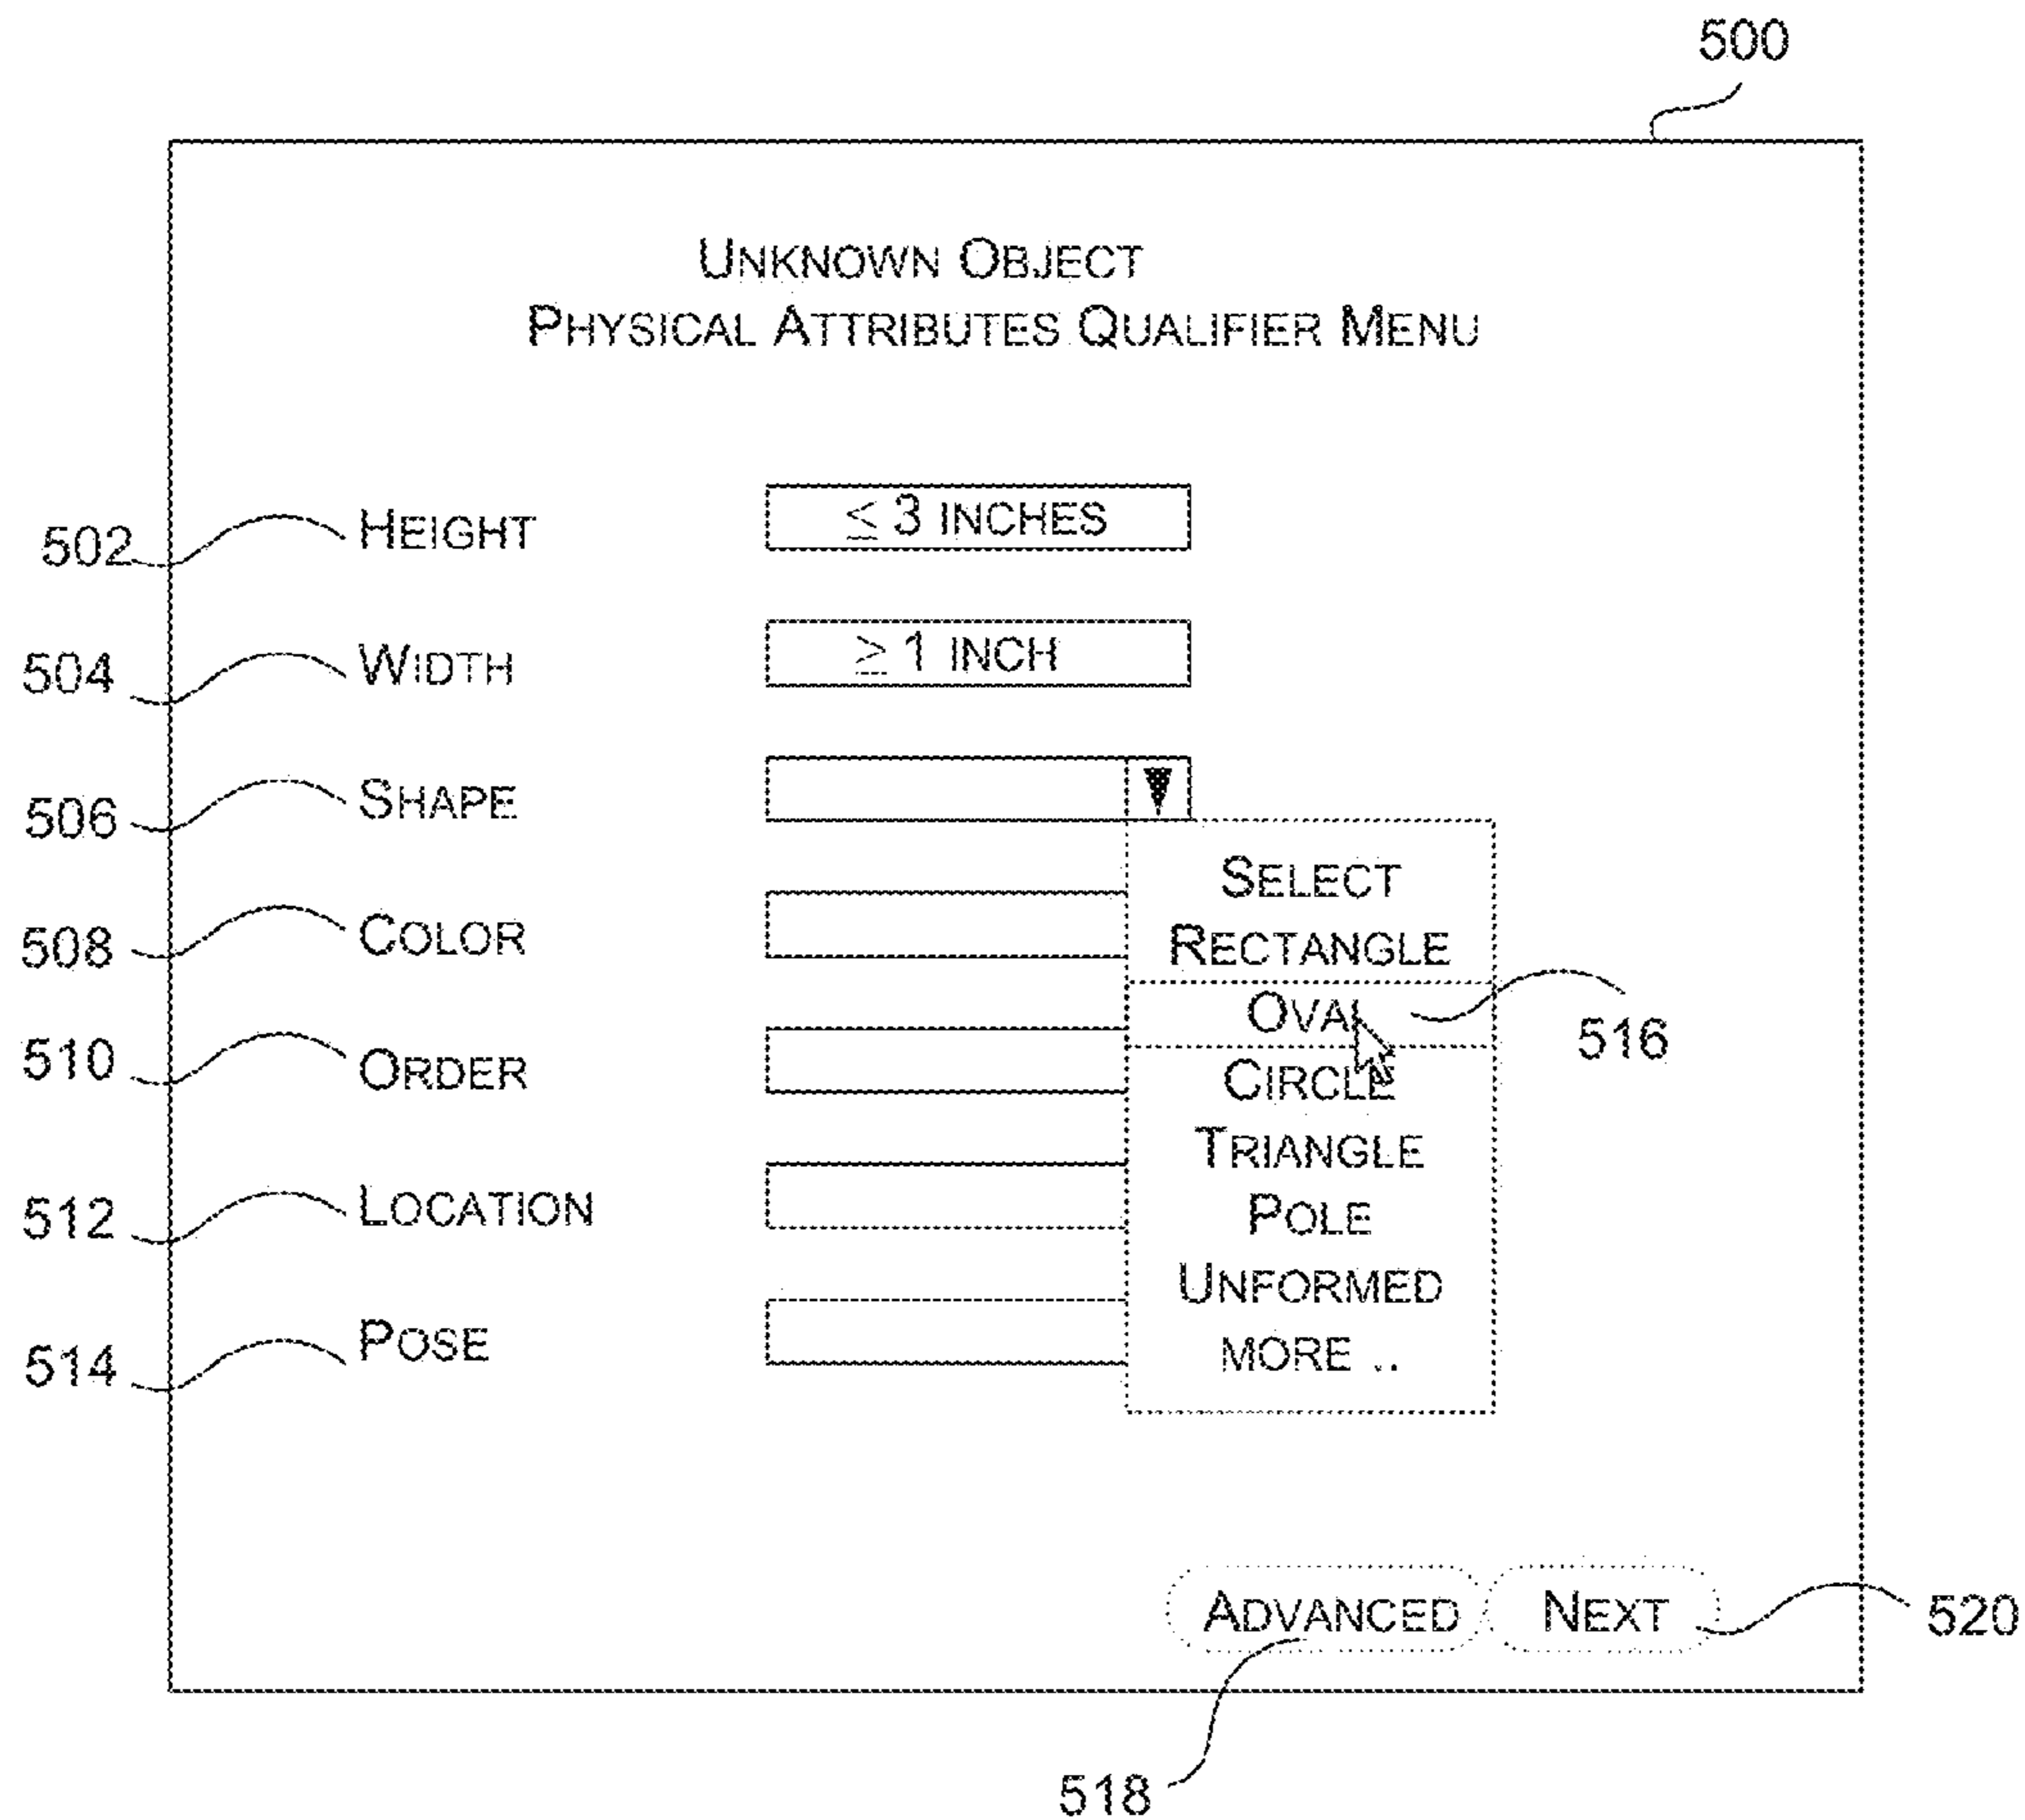 500
UNKNOWN OBJECT
PHYSICAL ATTRIBUTES QUALIFIER MENU
502 HEIGHT ≤ 3 INCHES
504 WIDTH ≥ 1 INCH
506 SHAPE
SELECT
508 COLOR RECTANGLE
OVAL 516
510 ORDER CIRCLE
TRIANGLE
512 LOCATION POLE
UNFORMED
514 POSE MORE ..
ADVANCED NEXT 520
518